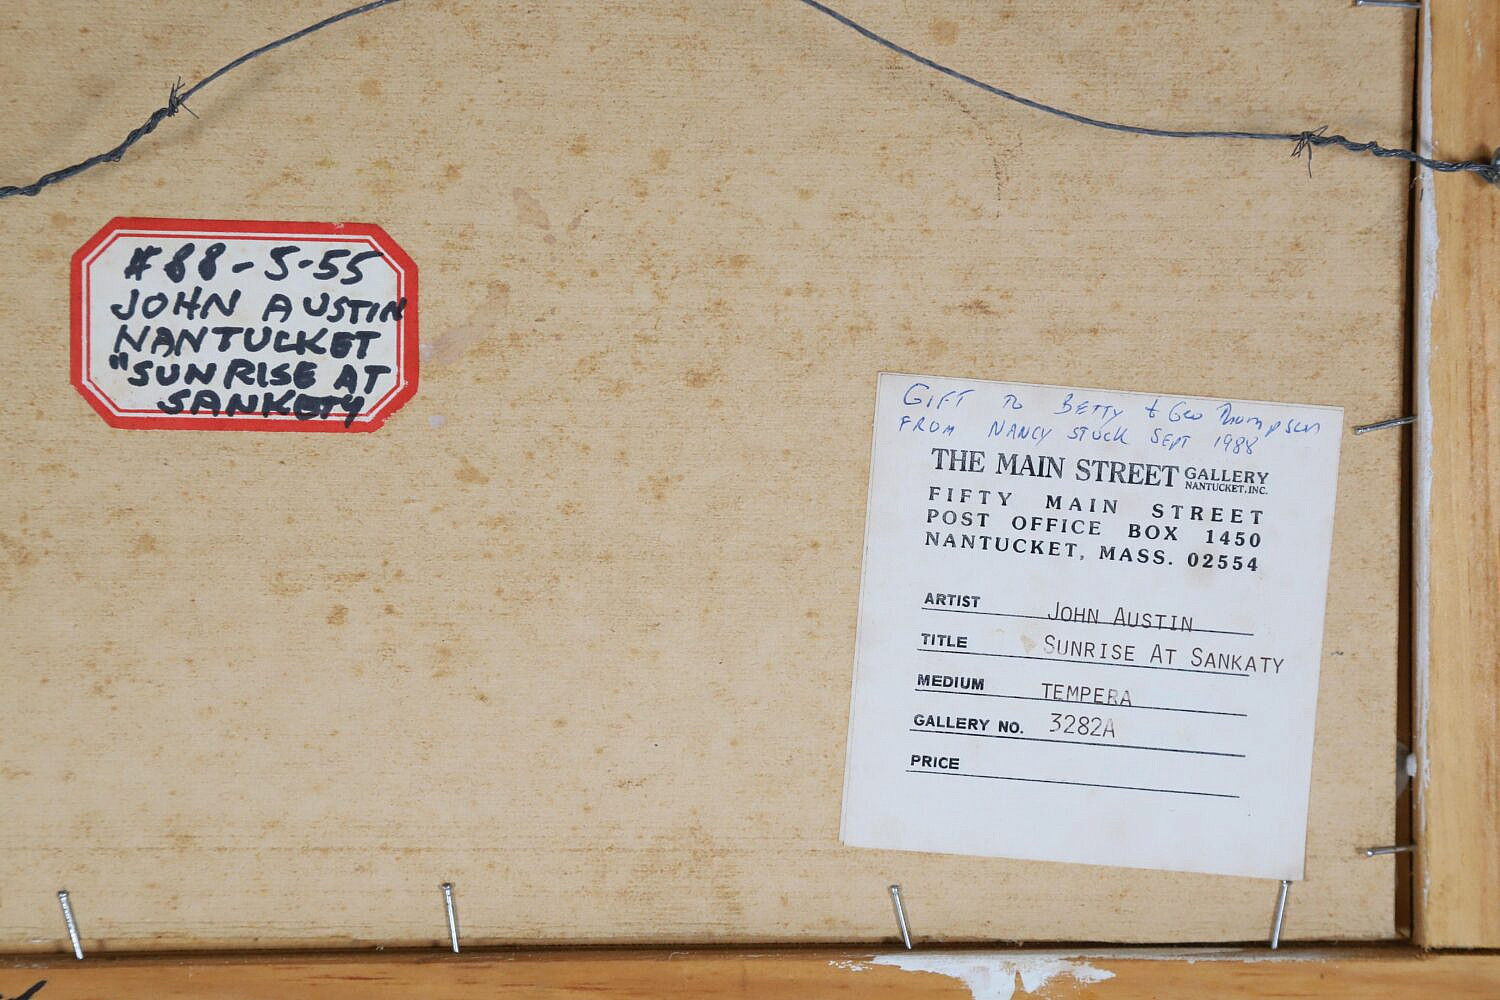 #88-5-55
JOHN AUSTIN
NANTUCKET
"SUNRISE AT
SANKETY
GIFT TO BETTY & Geo Thompson
FROM NANCY STUCK SEPT 1988
THE MAIN STREET GALLERY
NANTUCKET, INC.
FIFTY MAIN STREET
POST OFFICE BOX 1450
NANTUCKET, MASS. 02554
ARTIST JOHN AUSTIN
TITLE SUNRISE AT SANKATY
MEDIUM TEMPERA
GALLERY NO. 3282A
PRICE